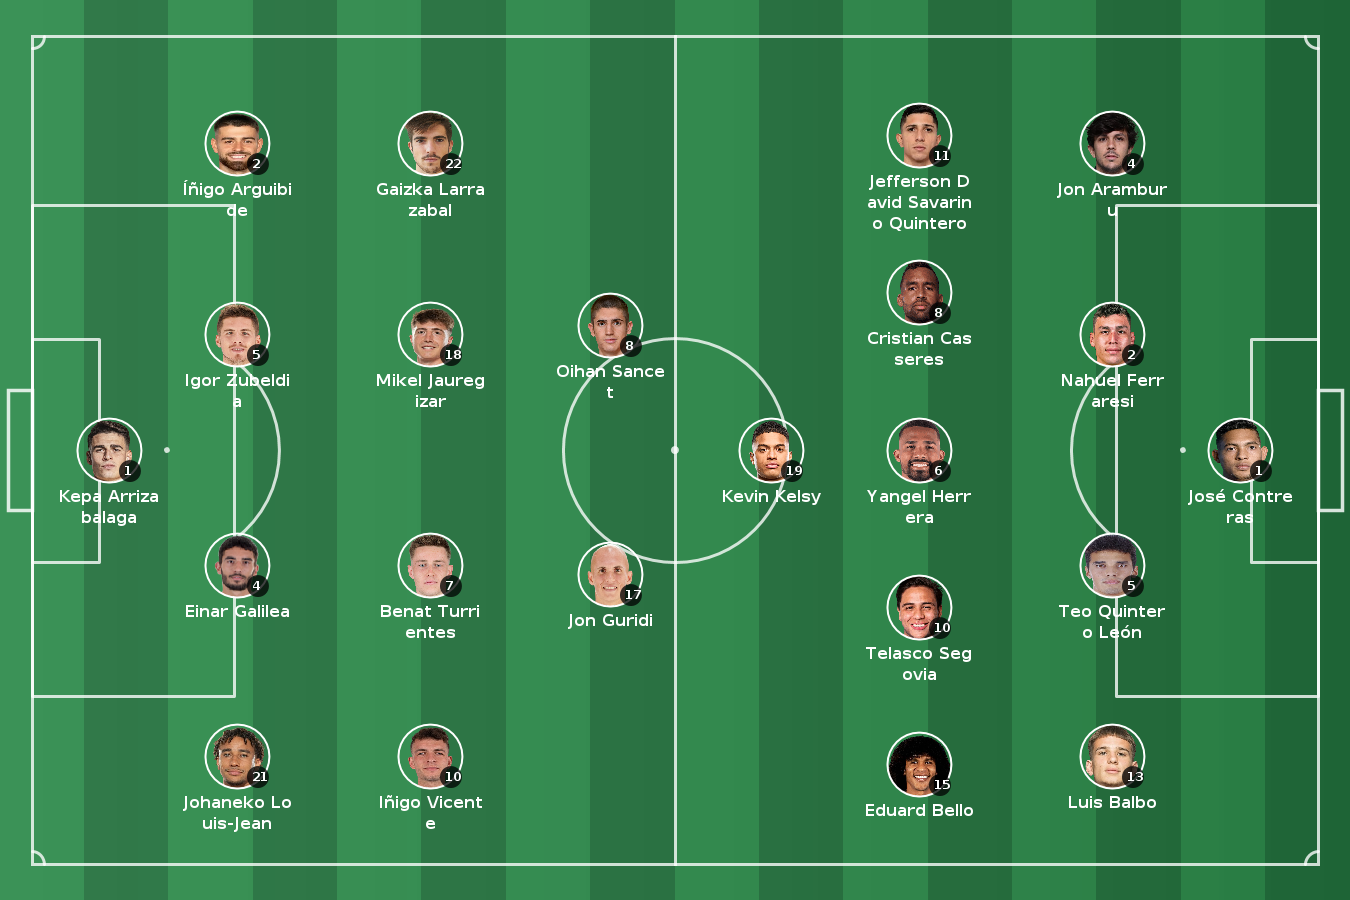 2
Íñigo Arguibi
de
22
Gaizka Larra
zabal
11
Jefferson D
avid Savarin
o Quintero
4
Jon Arambur
u
5
Igor Zubeldi
a
18
Mikel Jaureg
izar
8
Oihan Sance
t
8
Cristian Cas
seres
2
Nahuel Ferr
aresi
1
Kepa Arriza
balaga
19
Kevin Kelsy
6
Yangel Herr
era
1
José Contre
ras
4
Einar Galilea
7
Benat Turri
entes
17
Jon Guridi
10
Telasco Seg
ovia
5
Teo Quinter
o León
21
Johaneko Lo
uis-Jean
10
Iñigo Vicent
e
15
Eduard Bello
13
Luis Balbo